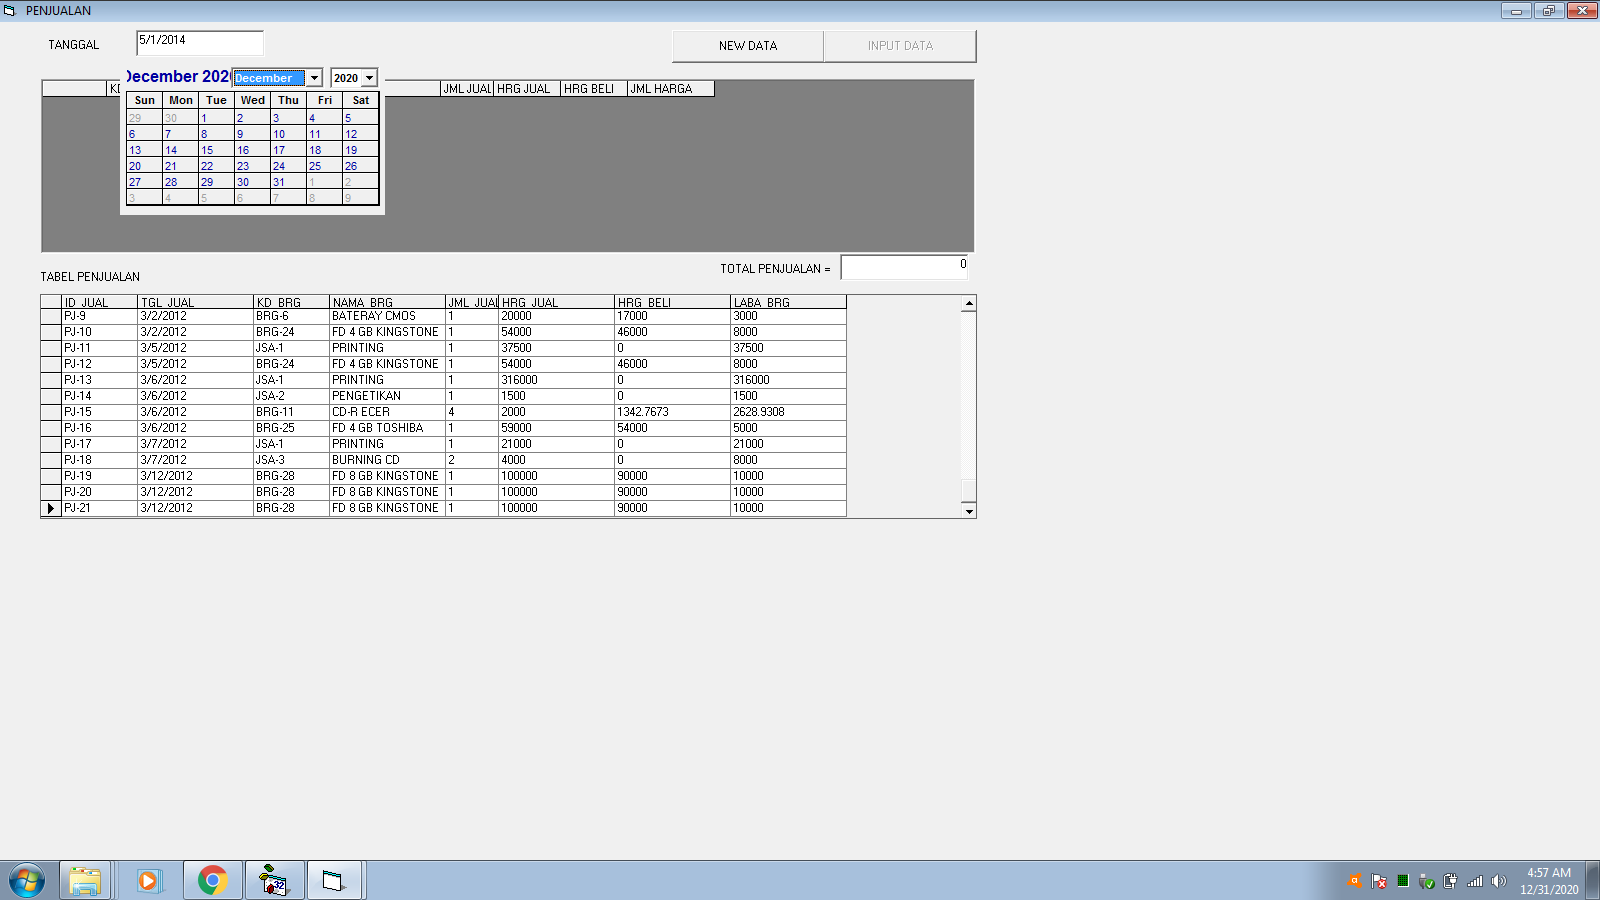 PENJUALAN
TANGGAL 5/1/2014 NEW DATA INPUT DATA
December 2020 December 2020
JML JUAL HRG JUAL HRG BELI JML HARGA
Sun Mon Tue Wed Thu Fri Sat
29 30 1 2 3 4 5
6 7 8 9 10 11 12
13 14 15 16 17 18 19
20 21 22 23 24 25 26
27 28 29 30 31 1 2
3 4 5 6 7 8 9
TOTAL PENJUALAN = 0
TABEL PENJUALAN
ID_JUAL TGL_JUAL KD_BRG NAMA_BRG JML_JUAL HRG_JUAL HRG_BELI LABA_BRG
PJ-9 3/2/2012 BRG-6 BATERAY CMOS 1 20000 17000 3000
PJ-10 3/2/2012 BRG-24 FD 4 GB KINGSTONE 1 54000 46000 8000
PJ-11 3/5/2012 JSA-1 PRINTING 1 37500 0 37500
PJ-12 3/5/2012 BRG-24 FD 4 GB KINGSTONE 1 54000 46000 8000
PJ-13 3/6/2012 JSA-1 PRINTING 1 316000 0 316000
PJ-14 3/6/2012 JSA-2 PENGETIKAN 1 1500 0 1500
PJ-15 3/6/2012 BRG-11 CD-R ECER 4 2000 1342.7673 2628.9308
PJ-16 3/6/2012 BRG-25 FD 4 GB TOSHIBA 1 59000 54000 5000
PJ-17 3/7/2012 JSA-1 PRINTING 1 21000 0 21000
PJ-18 3/7/2012 JSA-3 BURNING CD 2 4000 0 8000
PJ-19 3/12/2012 BRG-28 FD 8 GB KINGSTONE 1 100000 90000 10000
PJ-20 3/12/2012 BRG-28 FD 8 GB KINGSTONE 1 100000 90000 10000
PJ-21 3/12/2012 BRG-28 FD 8 GB KINGSTONE 1 100000 90000 10000
32
4:57 AM
12/31/2020